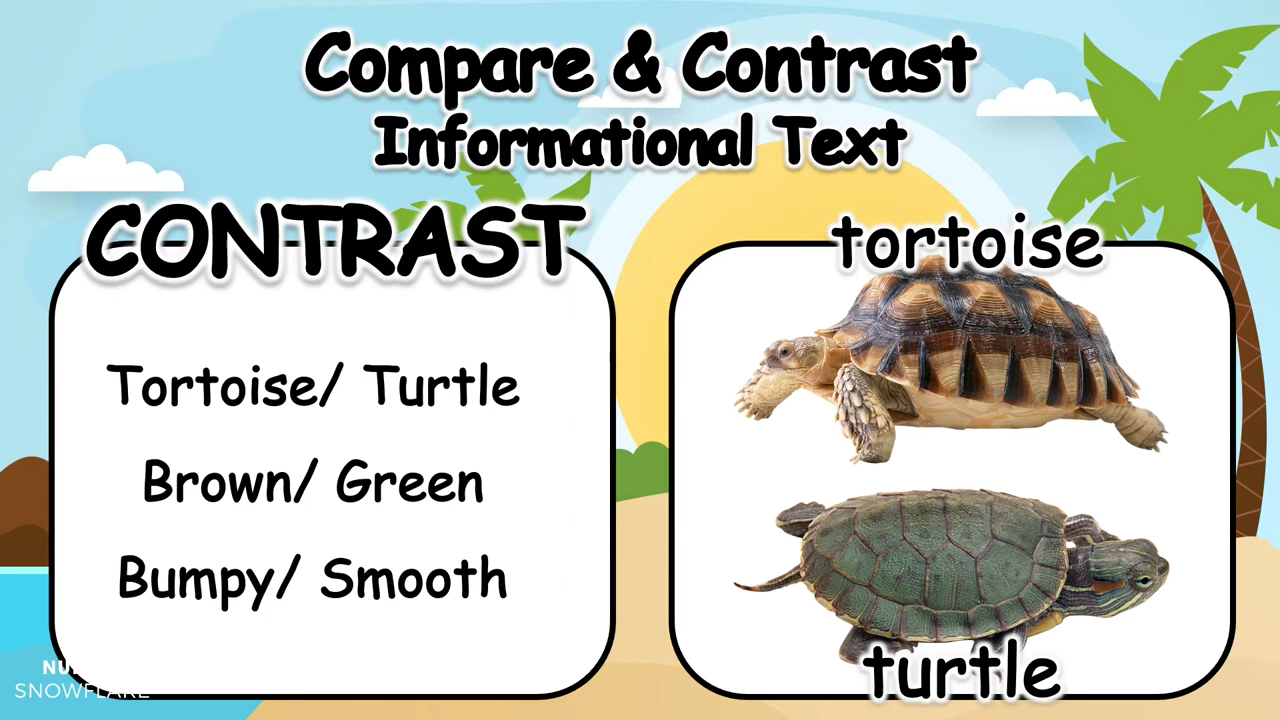 Compare & Contrast
Informational Text
CONTRAST
Tortoise/ Turtle
Brown/ Green
Bumpy/ Smooth
tortoise
turtle
SNOWFLAKE